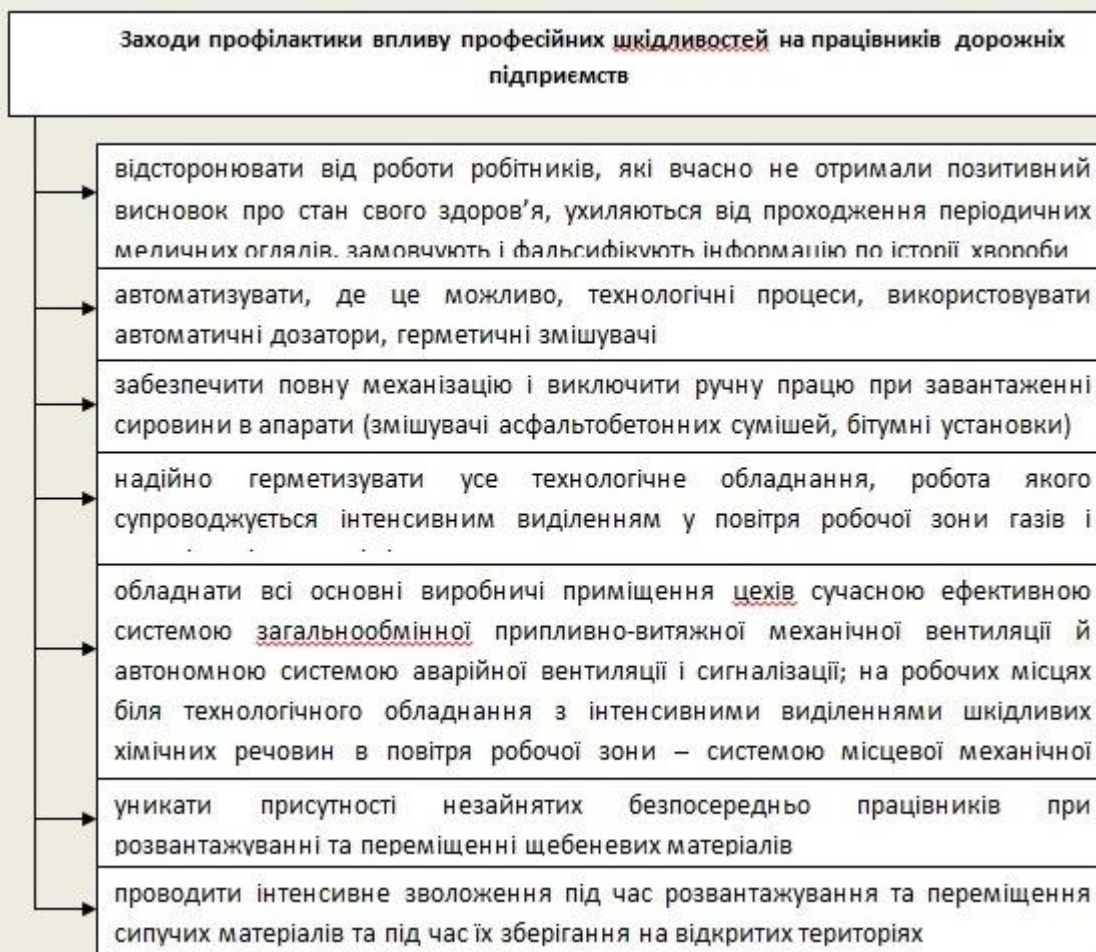 Заходи профілактики впливу професійних шкідливостей на працівників дорожніх
підприємств
відсторонювати від роботи робітників, які вчасно не отримали позитивний
висновок про стан свого здоров’я, ухиляються від проходження періодичних
медичних оглядів, замовчують і фальсифікують інформацію по історії хвороби
автоматизувати, де це можливо, технологічні процеси, використовувати
автоматичні дозатори, герметичні змішувачі
забезпечити повну механізацію і виключити ручну працю при завантаженні
сировини в апарати (змішувачі асфальтобетонних сумішей, бітумні установки)
надійно герметизувати усе технологічне обладнання, робота якого
супроводжується інтенсивним виділенням у повітря робочої зони газів і
обладнати всі основні виробничі приміщення цехів сучасною ефективною
системою загальнообмінної припливно-витяжної механічної вентиляції й
автономною системою аварійної вентиляції і сигналізації; на робочих місцях
біля технологічного обладнання з інтенсивними виділеннями шкідливих
хімічних речовин в повітря робочої зони – системою місцевої механічної
уникати присутності незайнятих безпосередньо працівників при
розвантажуванні та переміщенні щебеневих матеріалів
проводити інтенсивне зволоження під час розвантажування та переміщення
сипучих матеріалів та під час їх зберігання на відкритих територіях